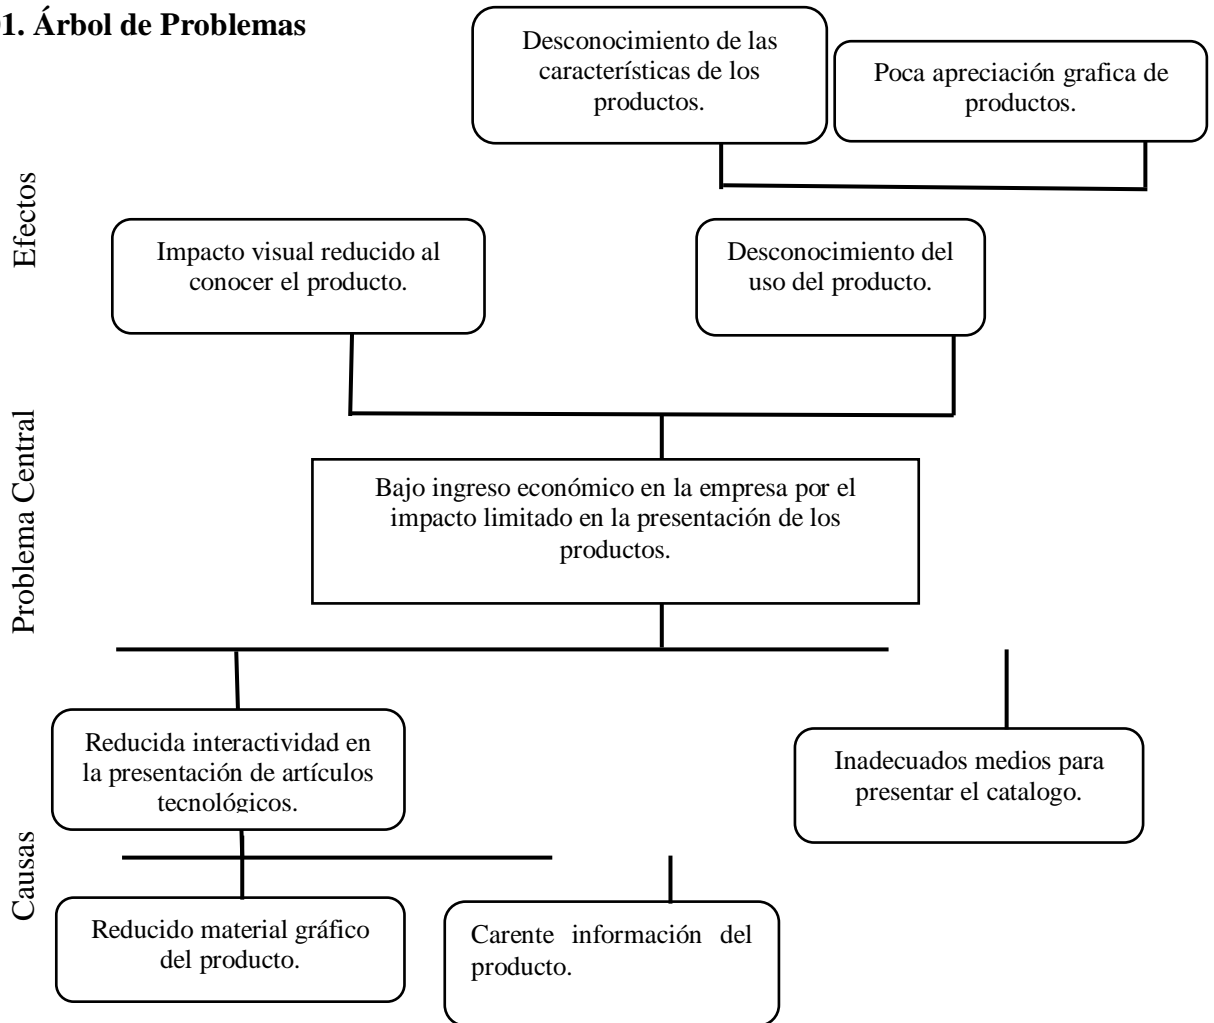 1. Árbol de Problemas
Desconocimiento de las
características de los
productos.
Poca apreciación grafica de
productos.
Efectos
Impacto visual reducido al
conocer el producto.
Desconocimiento del
uso del producto.
Problema Central
Bajo ingreso económico en la empresa por el
impacto limitado en la presentación de los
productos.
Reducida interactividad en
la presentación de artículos
tecnológicos.
Inadecuados medios para
presentar el catalogo.
Causas
Reducido material gráfico
del producto.
Carente información del
producto.